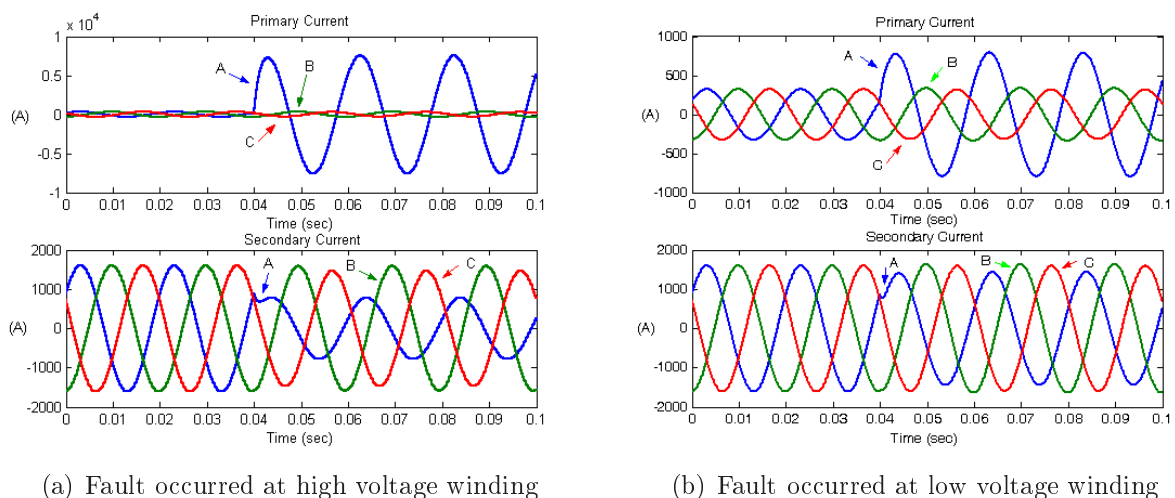 Primary Current
x 10^4
1
0.5
0
-0.5
-1
(A)
A
B
C
0 0.01 0.02 0.03 0.04 0.05 0.06 0.07 0.08 0.09 0.1
Time (sec)
Secondary Current
2000
1000
0
-1000
-2000
(A)
A
B
C
0 0.01 0.02 0.03 0.04 0.05 0.06 0.07 0.08 0.09 0.1
Time (sec)
(a) Fault occurred at high voltage winding
Primary Current
1000
500
0
-500
-1000
(A)
A
B
C
0 0.01 0.02 0.03 0.04 0.05 0.06 0.07 0.08 0.09 0.1
Time (sec)
Secondary Current
2000
1000
0
-1000
-2000
(A)
A
B
C
0 0.01 0.02 0.03 0.04 0.05 0.06 0.07 0.08 0.09 0.1
Time (sec)
(b) Fault occurred at low voltage winding